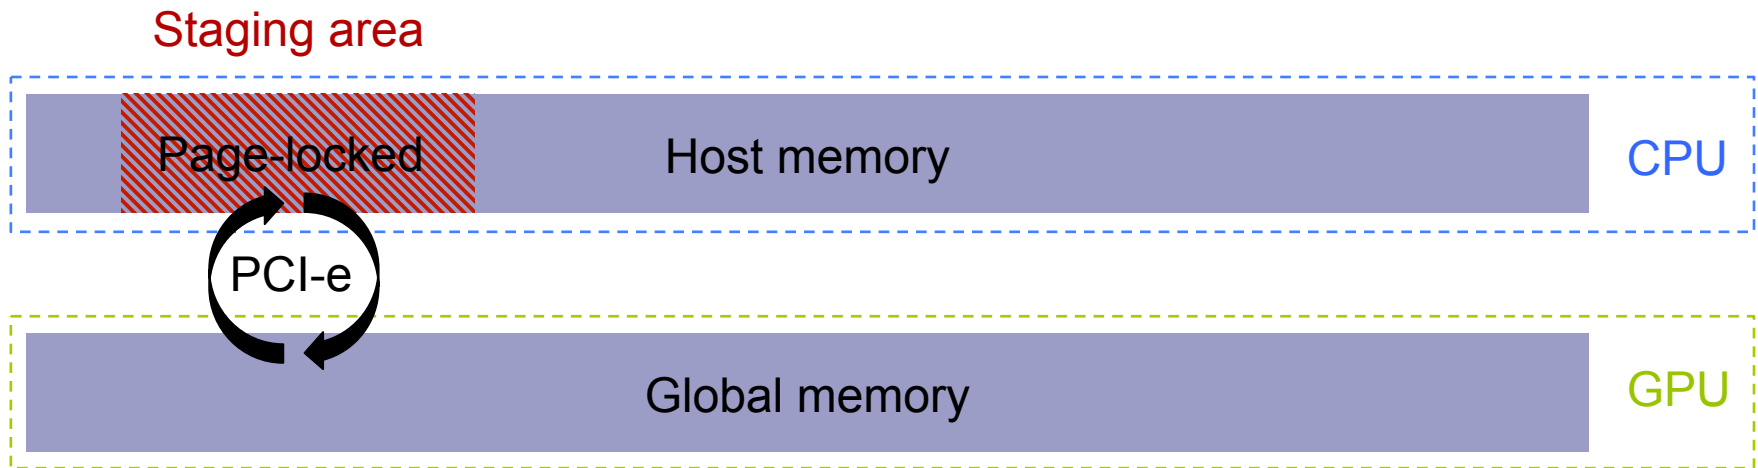 Staging area
Page-locked
Host memory
CPU
PCI-e
Global memory
GPU